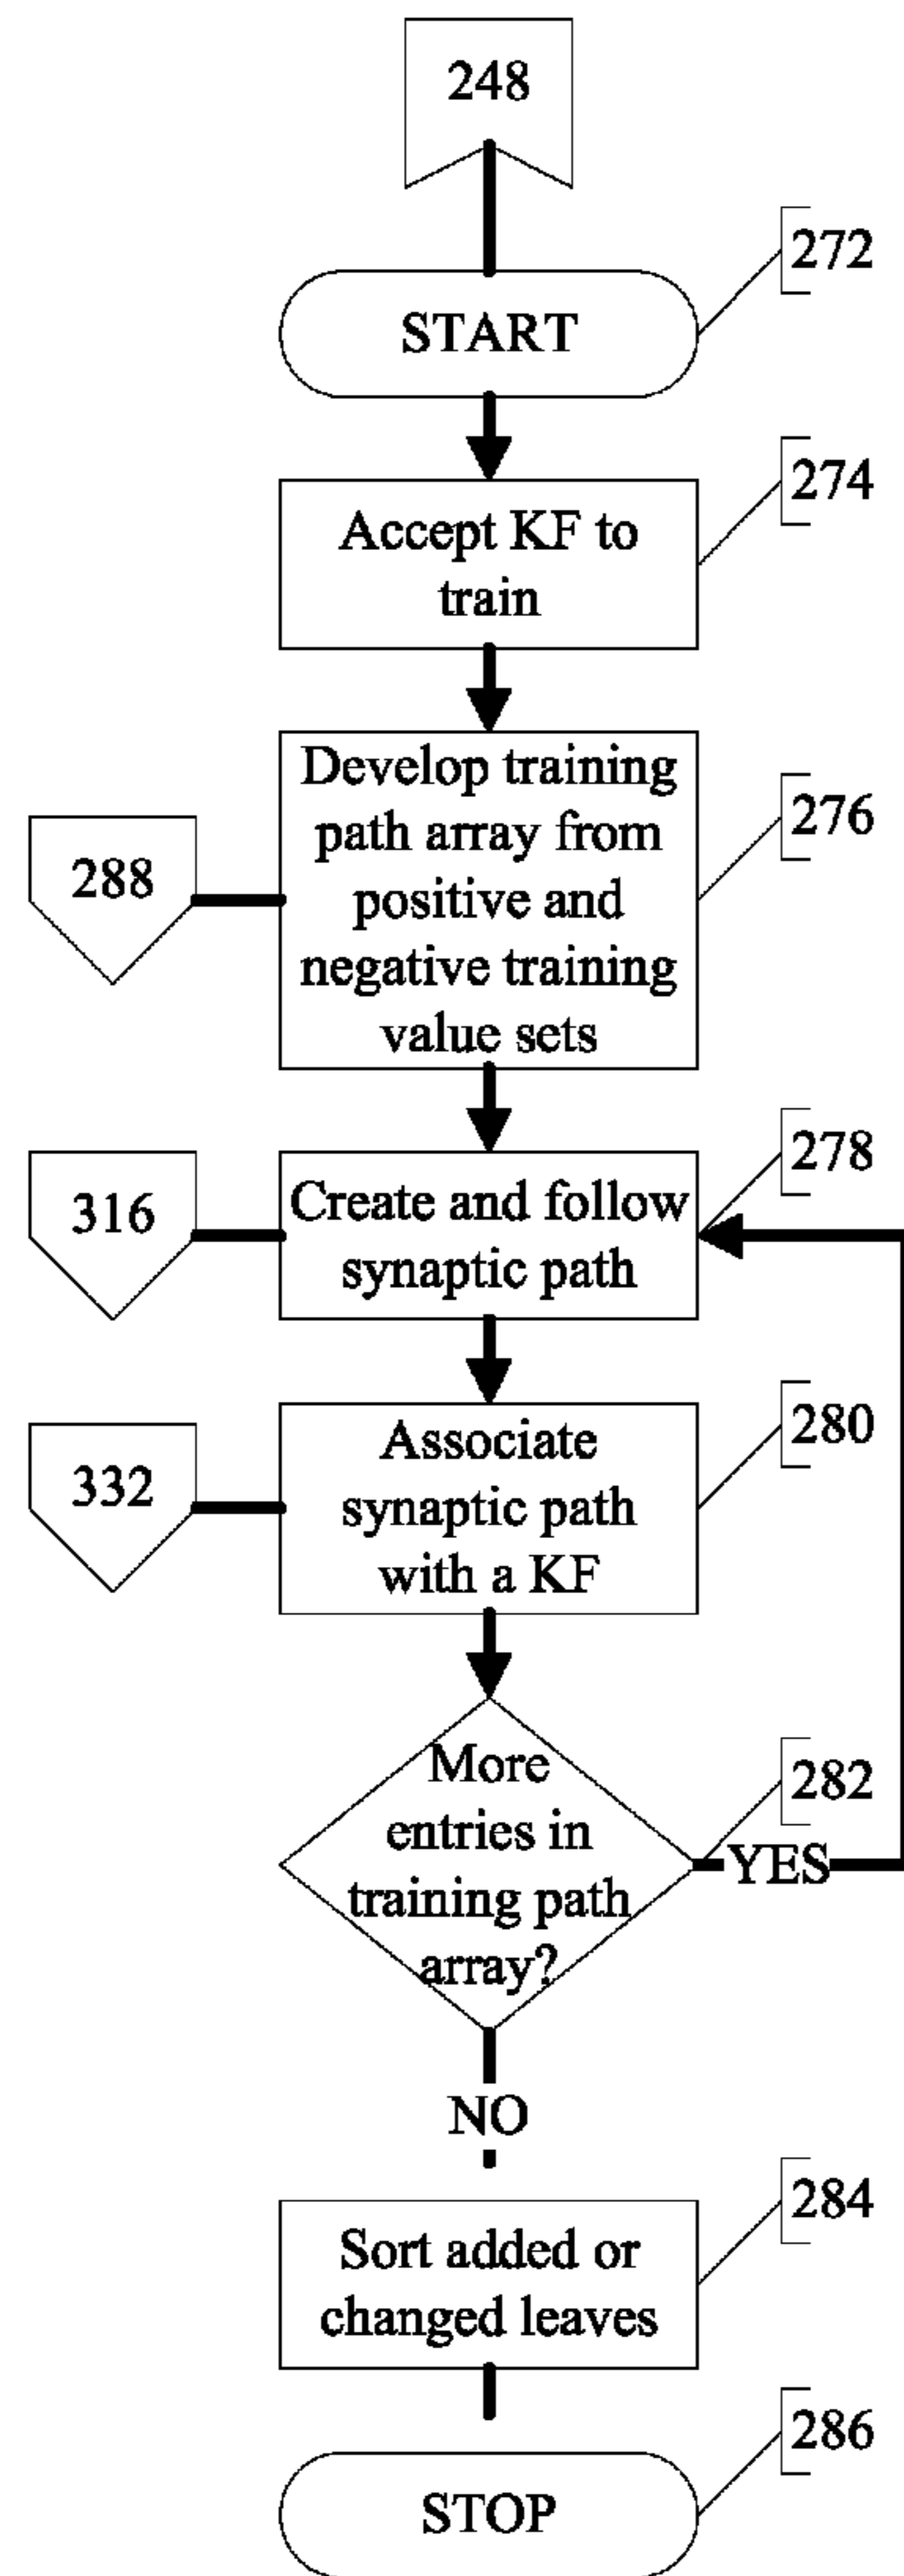 248
272
START
274
Accept KF to
train
Develop training
path array from
276
288
positive and
negative training
value sets
278
316
Create and follow
synaptic path
280
Associate
332
synaptic path
with a KF
More
282
entries in
YES
training path
array?
NO
284
Sort added or
changed leaves
286
STOP